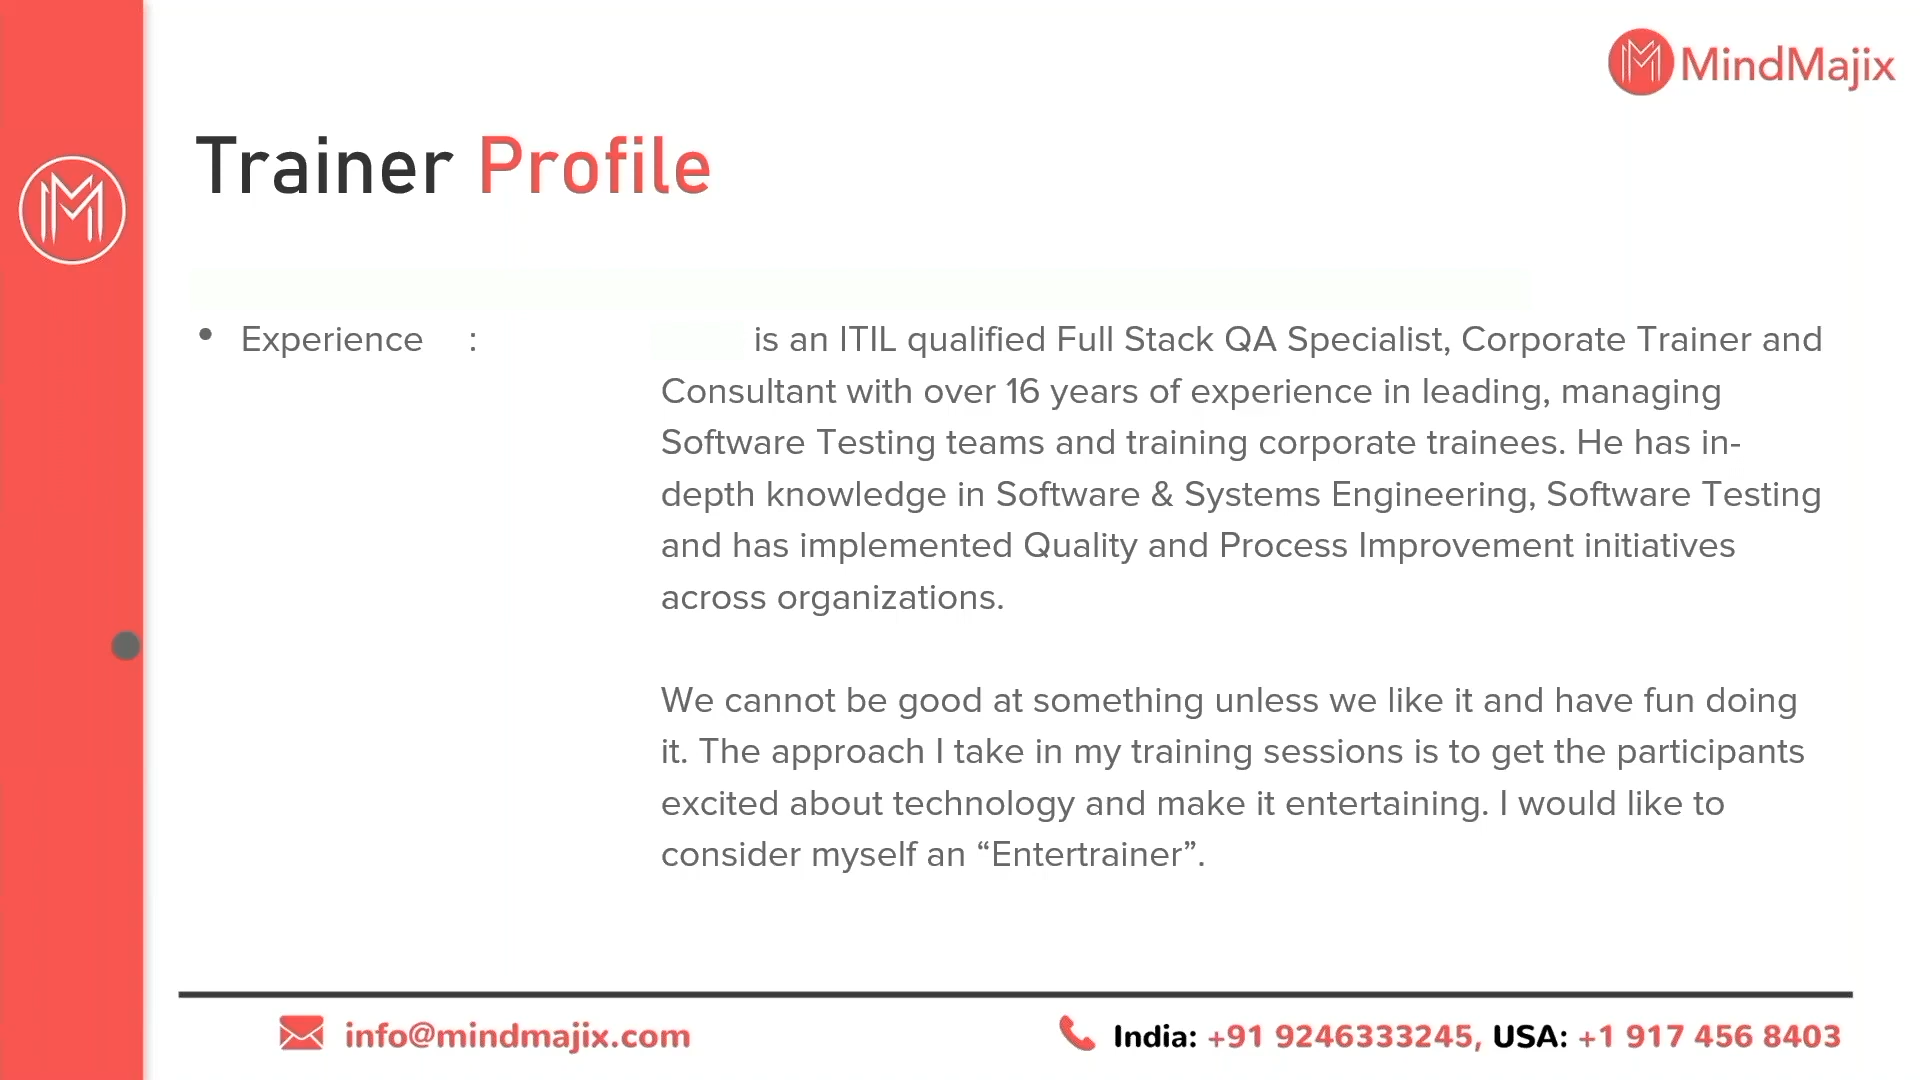 MindMajix
Trainer Profile
• Experience : is an ITIL qualified Full Stack QA Specialist, Corporate Trainer and
Consultant with over 16 years of experience in leading, managing
Software Testing teams and training corporate trainees. He has in-
depth knowledge in Software & Systems Engineering, Software Testing
and has implemented Quality and Process Improvement initiatives
across organizations.
We cannot be good at something unless we like it and have fun doing
it. The approach I take in my training sessions is to get the participants
excited about technology and make it entertaining. I would like to
consider myself an “Entertrainer”.
info@mindmajix.com India: +91 9246333245, USA: +1 917 456 8403